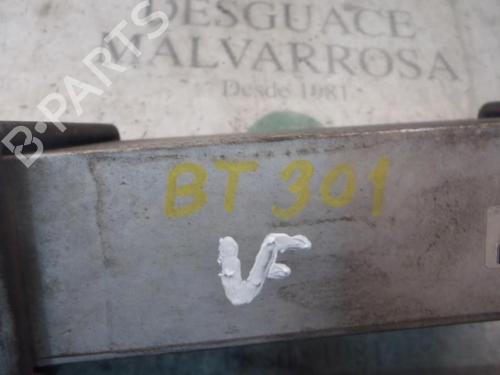 DESGUACE
MALVARROSA
Desde 1981
B-PARTS
BT 301
VF